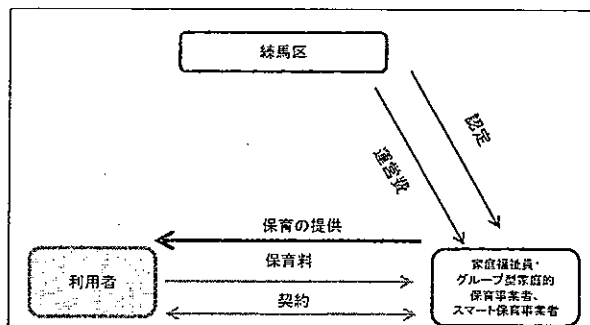 練馬区
認定
運営費
保育の提供
利用者
保育料
契約
家庭福祉員・
グループ型家庭的
保育事業者、
スマート保育事業者